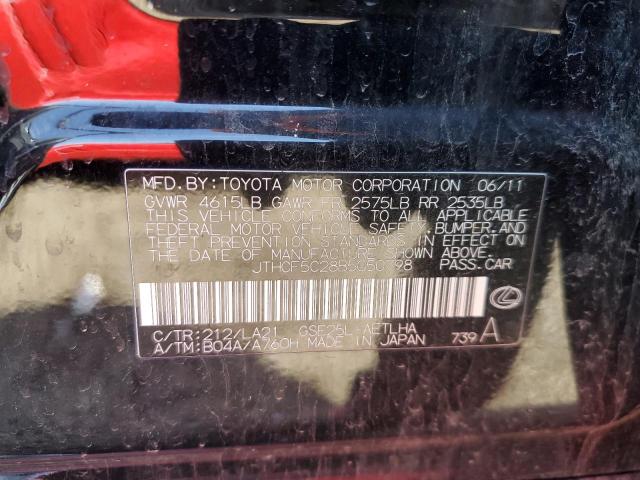 MFD. BY: TOYOTA MOTOR CORPORATION 06/11
GVWR 4615LB GAWR FR 2575LB RR 2535LB
THIS VEHICLE CONFORMS TO ALL APPLICABLE
FEDERAL MOTOR VEHICLE SAFETY, BUMPER, AND
THEFT PREVENTION STANDARDS IN EFFECT ON THE DATE
OF MANUFACTURE SHOWN ABOVE.
PASS. CAR
C/TR: 212/LA21 GSE25L-AETLHA
A/TM: B04A/A760H MADE IN JAPAN 739 A